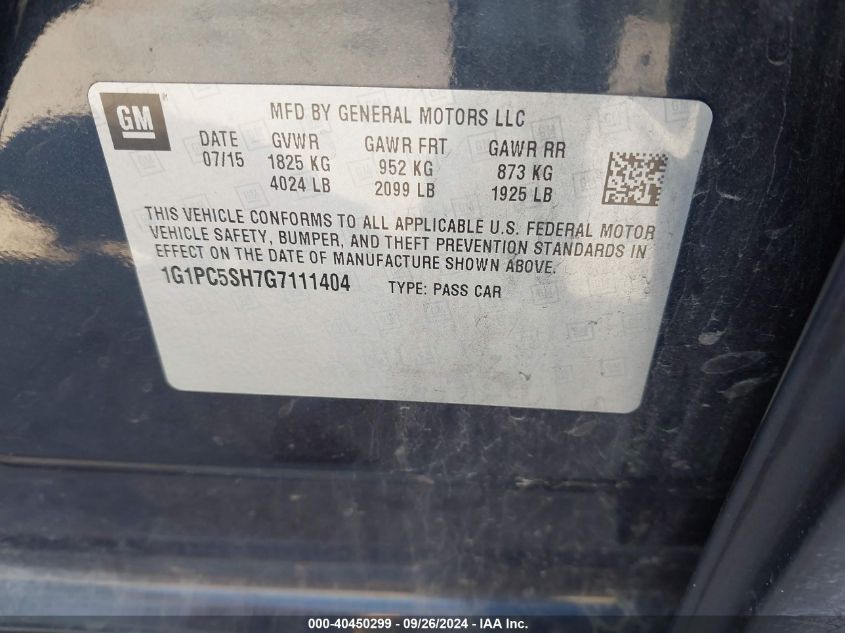 GM
MFD BY GENERAL MOTORS LLC
DATE GVWR GAWR FRT GAWR RR
07/15 1825 KG 952 KG 873 KG
4024 LB 2099 LB 1925 LB
THIS VEHICLE CONFORMS TO ALL APPLICABLE U.S. FEDERAL MOTOR
VEHICLE SAFETY, BUMPER, AND THEFT PREVENTION STANDARDS IN
EFFECT ON THE DATE OF MANUFACTURE SHOWN ABOVE.
1G1PC5SH7G7111404 TYPE: PASS CAR
000-40450299 - 09/26/2024 - IAA, Inc.